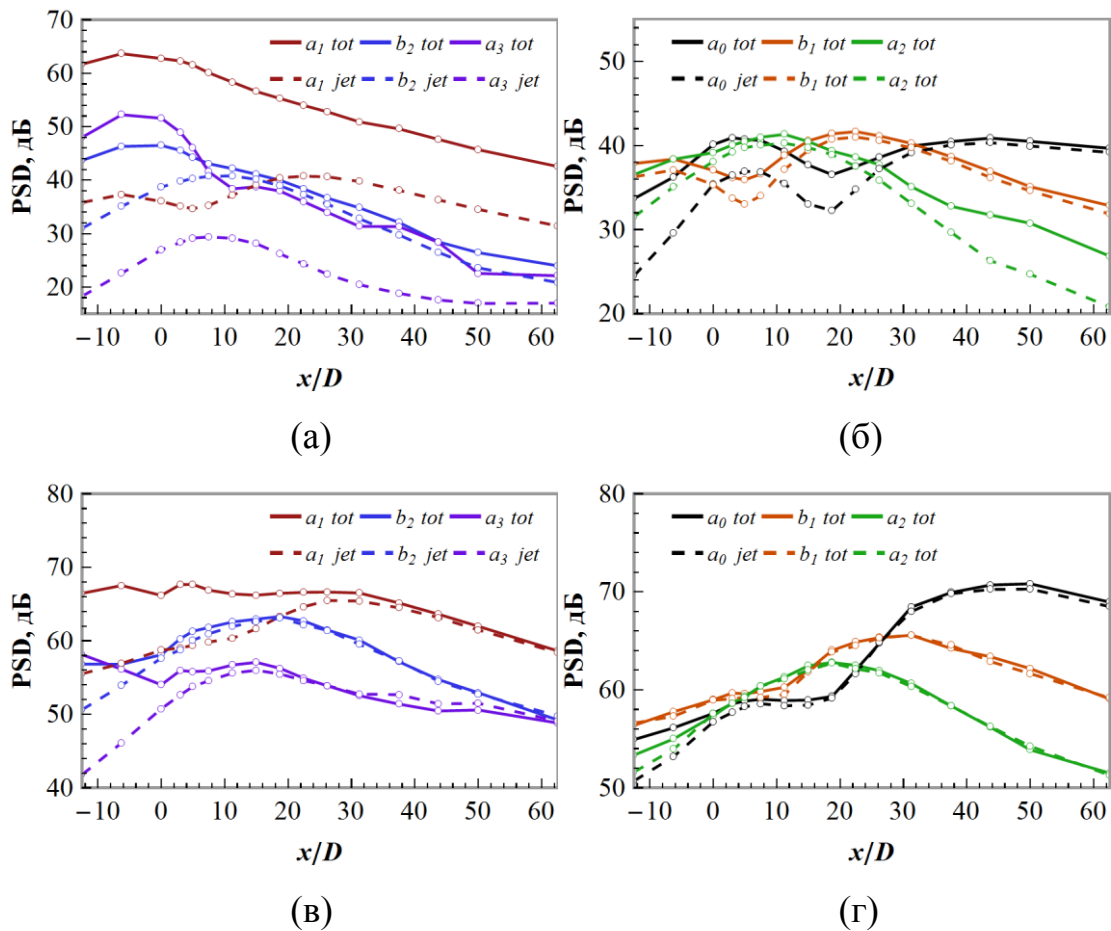 70
60
50
40
30
20
PSD, дБ
a1 tot b2 tot a3 tot
a1 jet b2 jet a3 jet
−10 0 10 20 30 40 50 60
x/D
(а)
50
40
30
20
PSD, дБ
a0 tot b1 tot a2 tot
a0 jet b1 jet a2 jet
−10 0 10 20 30 40 50 60
x/D
(б)
80
70
60
50
40
PSD, дБ
a1 tot b2 tot a3 tot
a1 jet b2 jet a3 jet
−10 0 10 20 30 40 50 60
x/D
(в)
80
70
60
50
PSD, дБ
a0 tot b1 tot a2 tot
a0 jet b1 jet a2 jet
−10 0 10 20 30 40 50 60
x/D
(г)